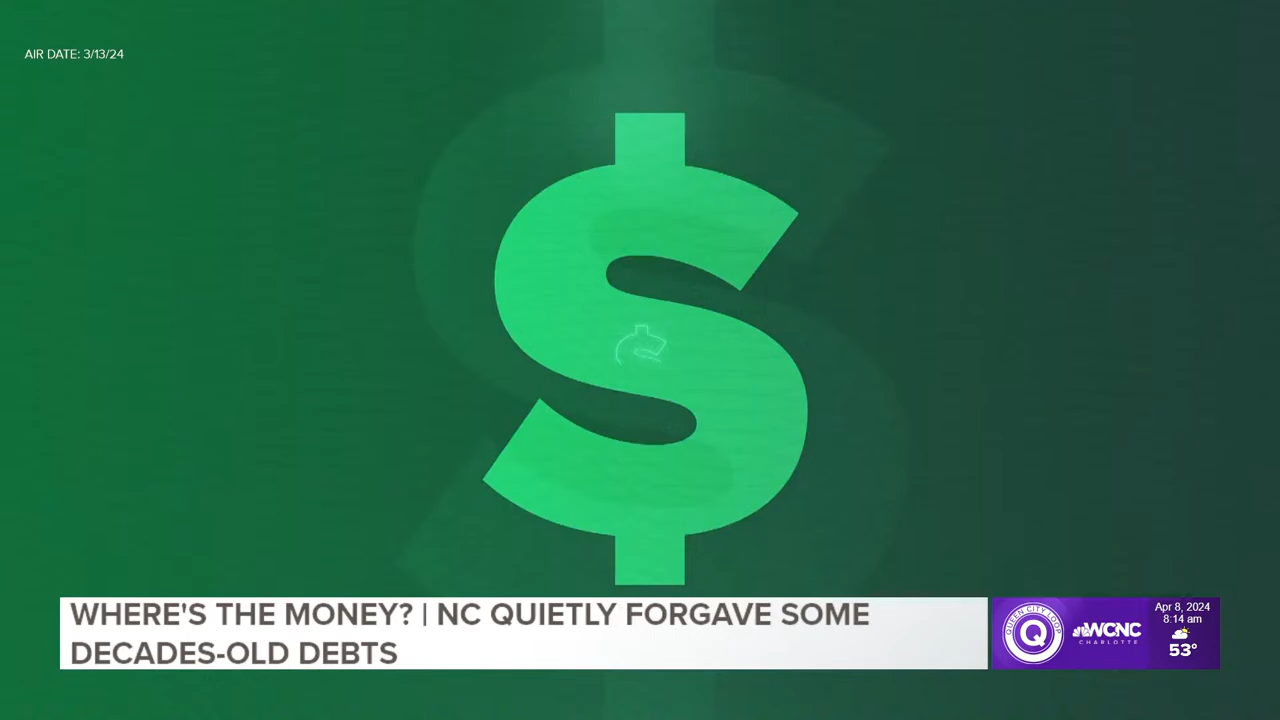 AIR DATE: 3/13/24
$
WHERE'S THE MONEY? | NC QUIETLY FORGAVE SOME
DECADES-OLD DEBTS
QUEEN CITY LOOP
Q
WCNC
CHARLOTTE
Apr 8, 2024
8:14 am
53°